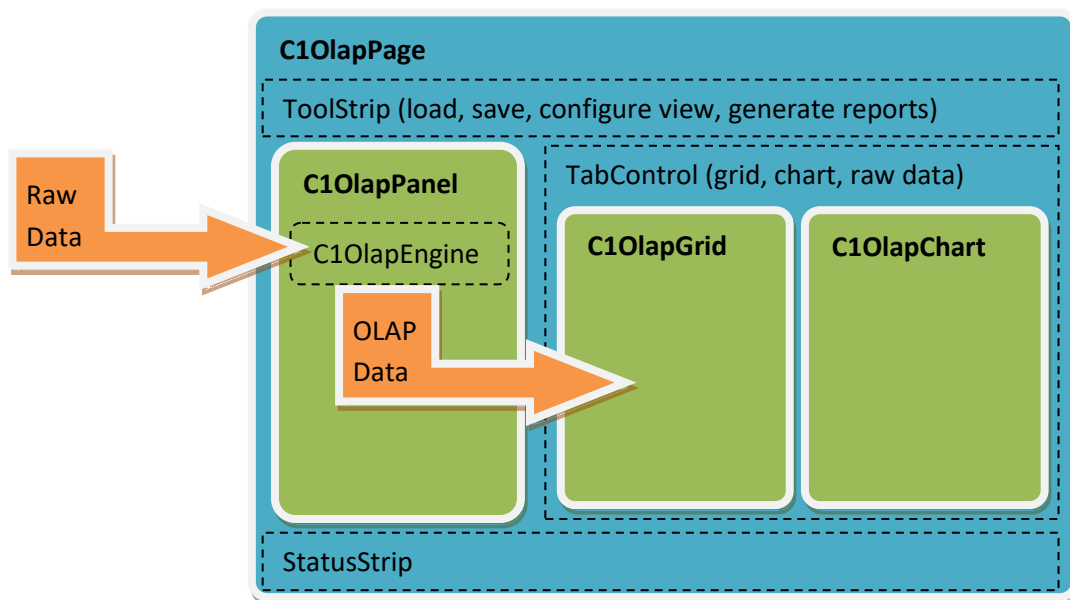 C1OlapPage
ToolStrip (load, save, configure view, generate reports)
Raw
Data
C1OlapPanel
C1OlapEngine
OLAP
Data
TabControl (grid, chart, raw data)
C1OlapGrid
C1OlapChart
StatusStrip